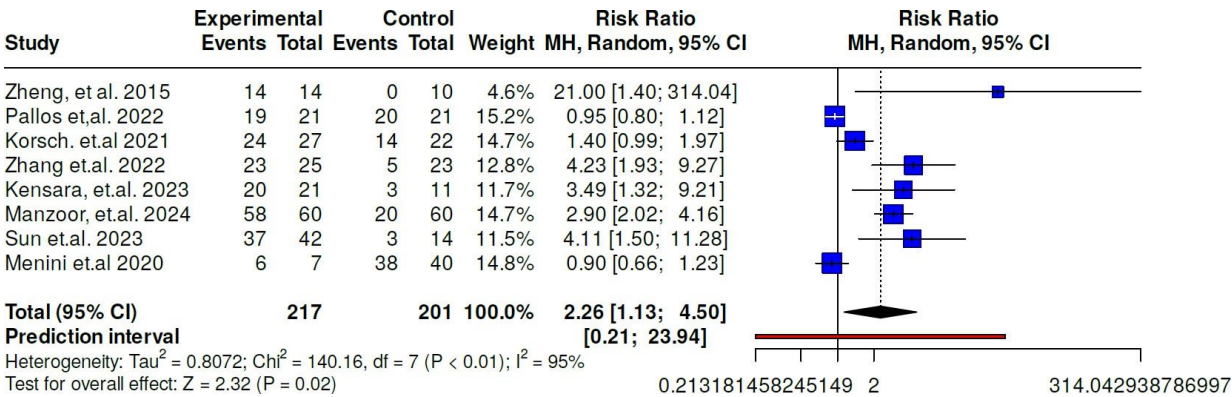 Experimental Control Risk Ratio Risk Ratio
Study Events Total Events Total Weight MH, Random, 95% CI MH, Random, 95% CI
Zheng, et.al. 2015 14 14 0 10 4.6% 21.00 [1.40; 314.04]
Pallos et,al. 2022 19 21 20 21 15.2% 0.95 [0.80; 1.12]
Korsch. et.al 2021 24 27 14 22 14.7% 1.40 [0.99; 1.97]
Zhang et.al. 2022 23 25 5 23 12.8% 4.23 [1.93; 9.27]
Kensara, et.al. 2023 20 21 3 11 11.7% 3.49 [1.32; 9.21]
Manzoor, et.al. 2024 58 60 20 60 14.7% 2.90 [2.02; 4.16]
Sun et.al. 2023 37 42 3 14 11.5% 4.11 [1.50; 11.28]
Menini et.al 2020 6 7 38 40 14.8% 0.90 [0.66; 1.23]
Total (95% CI) 217 201 100.0% 2.26 [1.13; 4.50]
Prediction interval [0.21; 23.94]
Heterogeneity: Tau² = 0.8072; Chi² = 140.16, df = 7 (P < 0.01); I² = 95%
Test for overall effect: Z = 2.32 (P = 0.02) 0.213181458245149 2 314.042938786997